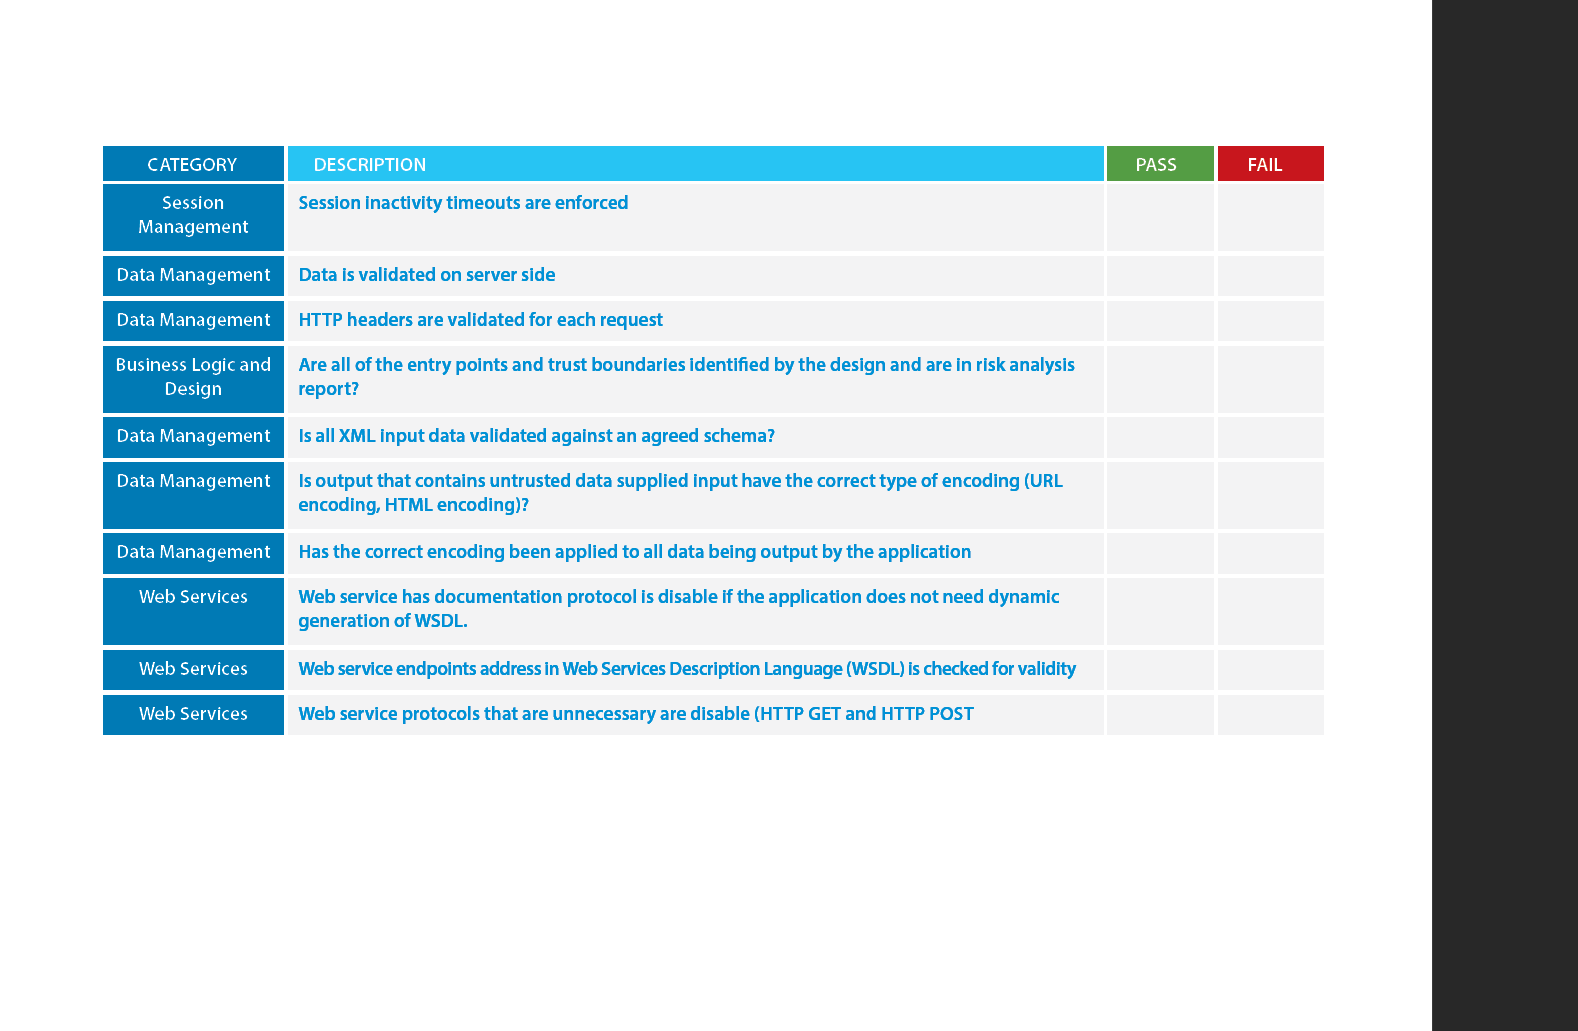 CATEGORY DESCRIPTION PASS FAIL
Session
Management
Session inactivity timeouts are enforced
Data Management Data is validated on server side
Data Management HTTP headers are validated for each request
Business Logic and
Design
Are all of the entry points and trust boundaries identified by the design and are in risk analysis
report?
Data Management Is all XML input data validated against an agreed schema?
Data Management Is output that contains untrusted data supplied input have the correct type of encoding (URL
encoding, HTML encoding)?
Data Management Has the correct encoding been applied to all data being output by the application
Web Services Web service has documentation protocol is disable if the application does not need dynamic
generation of WSDL.
Web Services Web service endpoints address in Web Services Description Language (WSDL) is checked for validity
Web Services Web service protocols that are unnecessary are disable (HTTP GET and HTTP POST